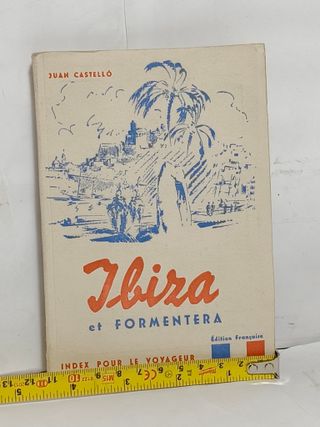 JUAN CASTELLÓ
Ibiza
et FORMENTERA
Édition Française
INDEX POUR LE VOYAGEUR